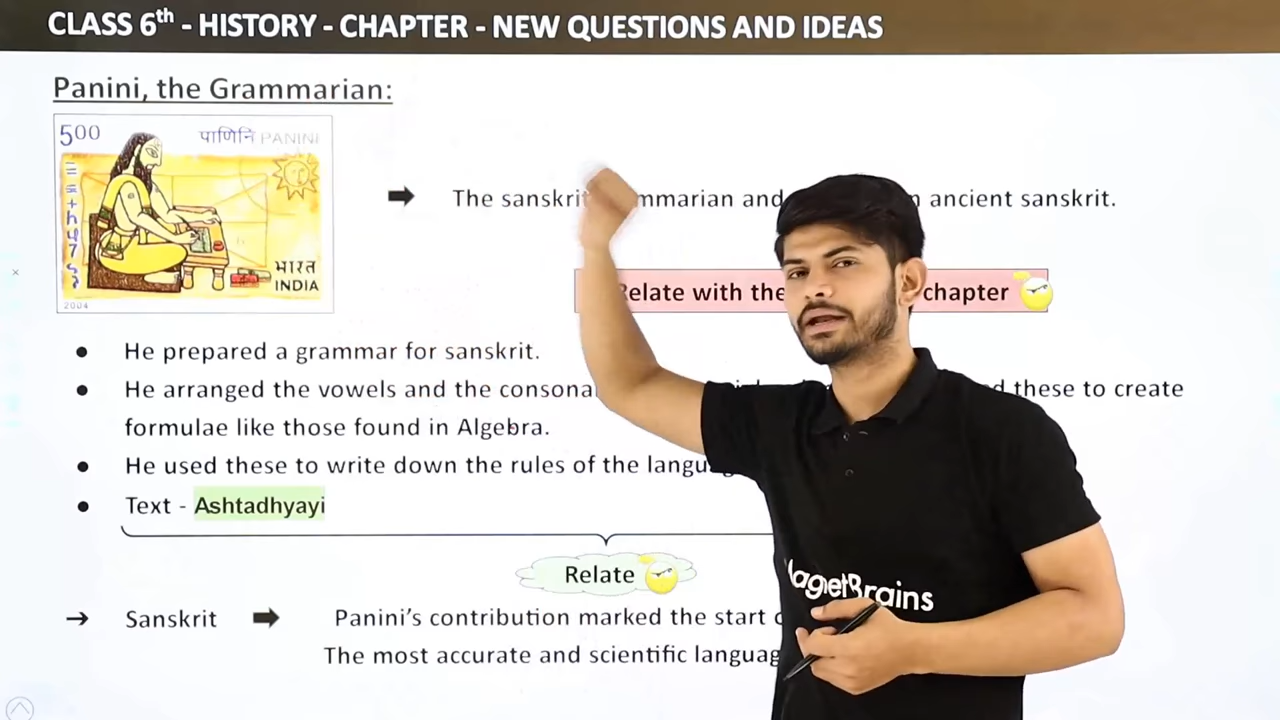 CLASS 6th - HISTORY - CHAPTER - NEW QUESTIONS AND IDEAS
Panini, the Grammarian:
500 पाणिनि PANINI
भारत
INDIA
2004
The sanskrit and ancient sanskrit.
Relate with the chapter
He prepared a grammar for sanskrit.
He arranged the vowels and the these to create
formulae like those found in Algebra.
He used these to write down the rules of the
Text - Ashtadhyayi
Relate
Sanskrit Panini's contribution marked the start
The most accurate and scientific
MagnetBrains